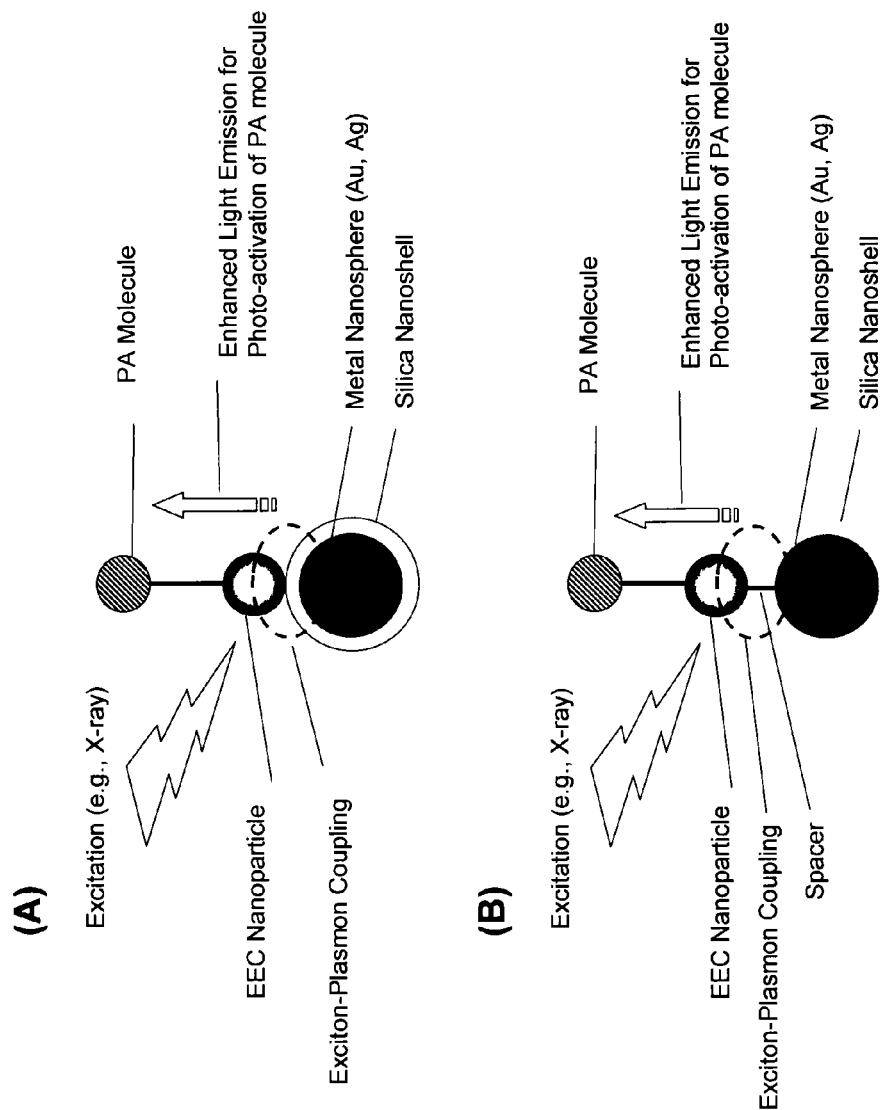 (A)
Excitation (e.g., X-ray)
PA Molecule
Enhanced Light Emission for
Photo-activation of PA molecule
EEC Nanoparticle
Metal Nanosphere (Au, Ag)
Exciton-Plasmon Coupling
Silica Nanoshell
(B)
Excitation (e.g., X-ray)
PA Molecule
Enhanced Light Emission for
Photo-activation of PA molecule
EEC Nanoparticle
Exciton-Plasmon Coupling
Metal Nanosphere (Au, Ag)
Spacer
Silica Nanoshell